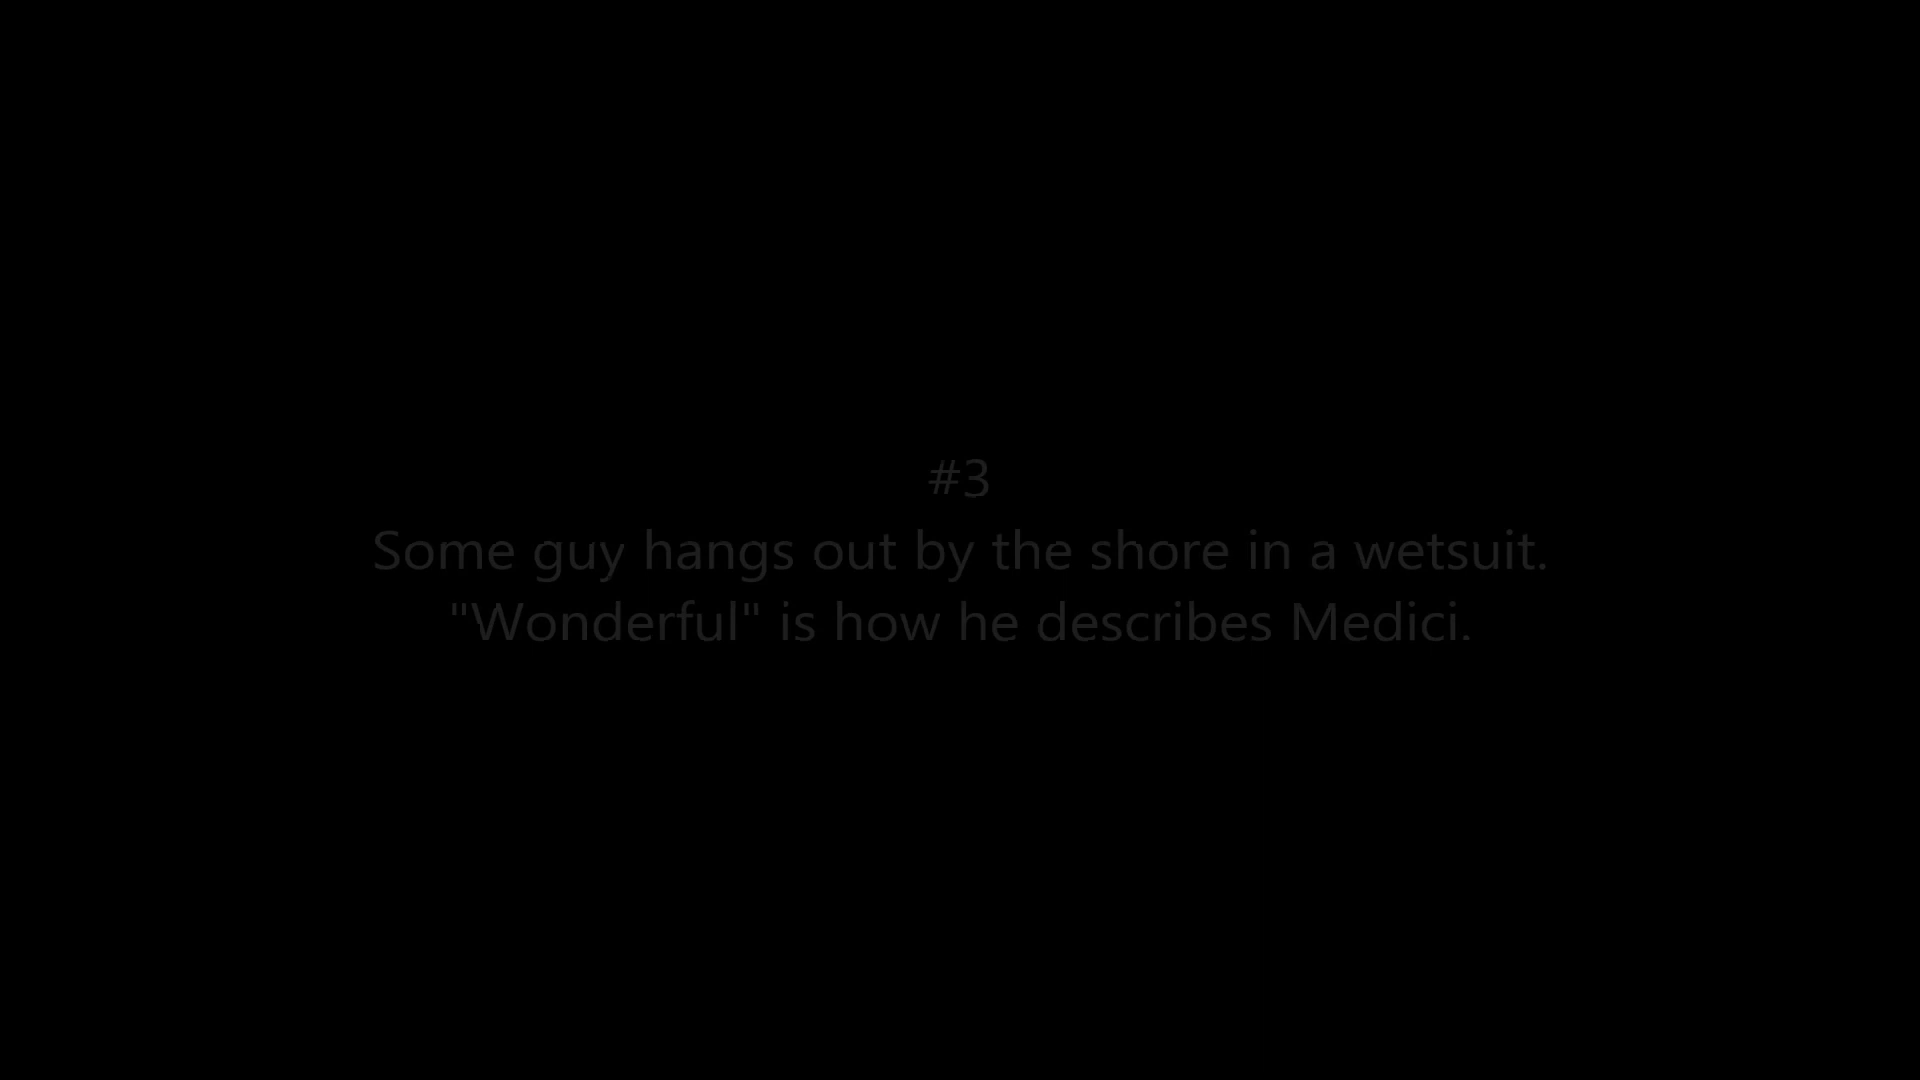 #3
Some guy hangs out by the shore in a wetsuit.
"Wonderful" is how he describes Medici.